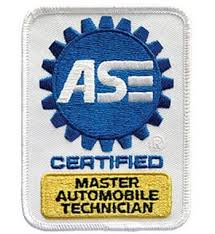 ASE
®
CERTIFIED
MASTER
AUTOMOBILE
TECHNICIAN